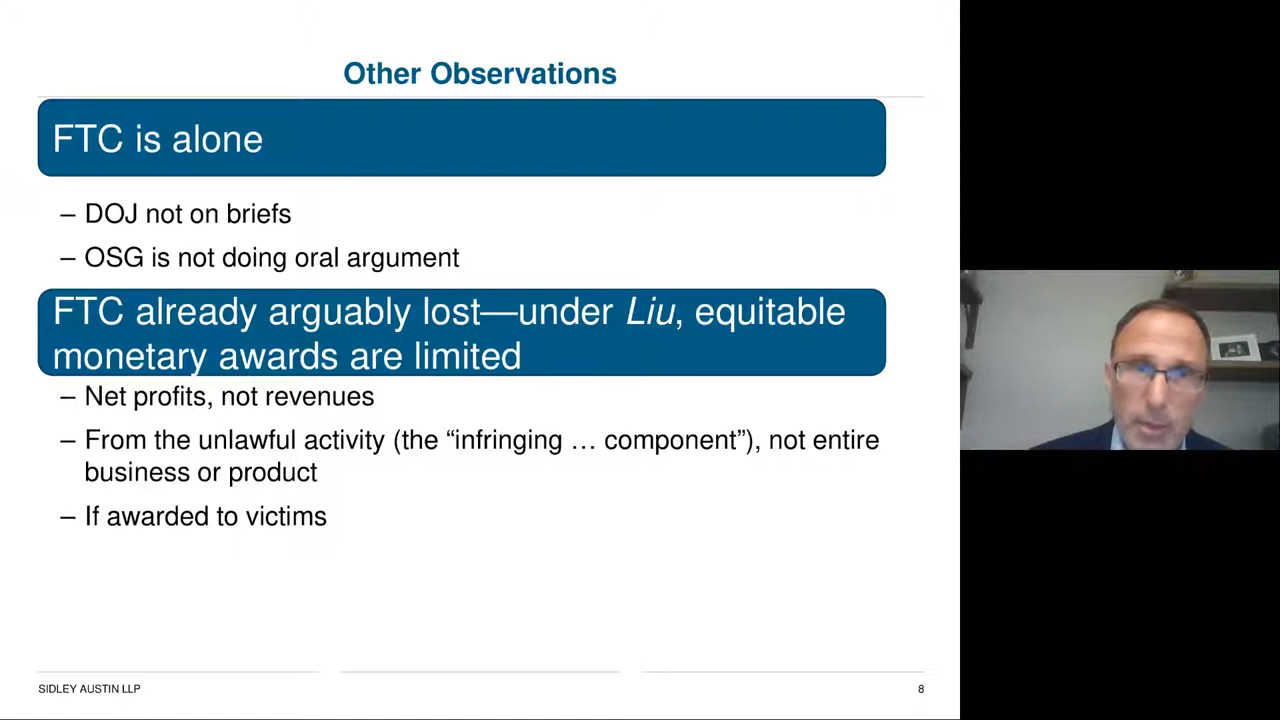 Other Observations
FTC is alone
– DOJ not on briefs
– OSG is not doing oral argument
FTC already arguably lost—under Liu, equitable
monetary awards are limited
– Net profits, not revenues
– From the unlawful activity (the “infringing … component”), not entire
business or product
– If awarded to victims
SIDLEY AUSTIN LLP
8